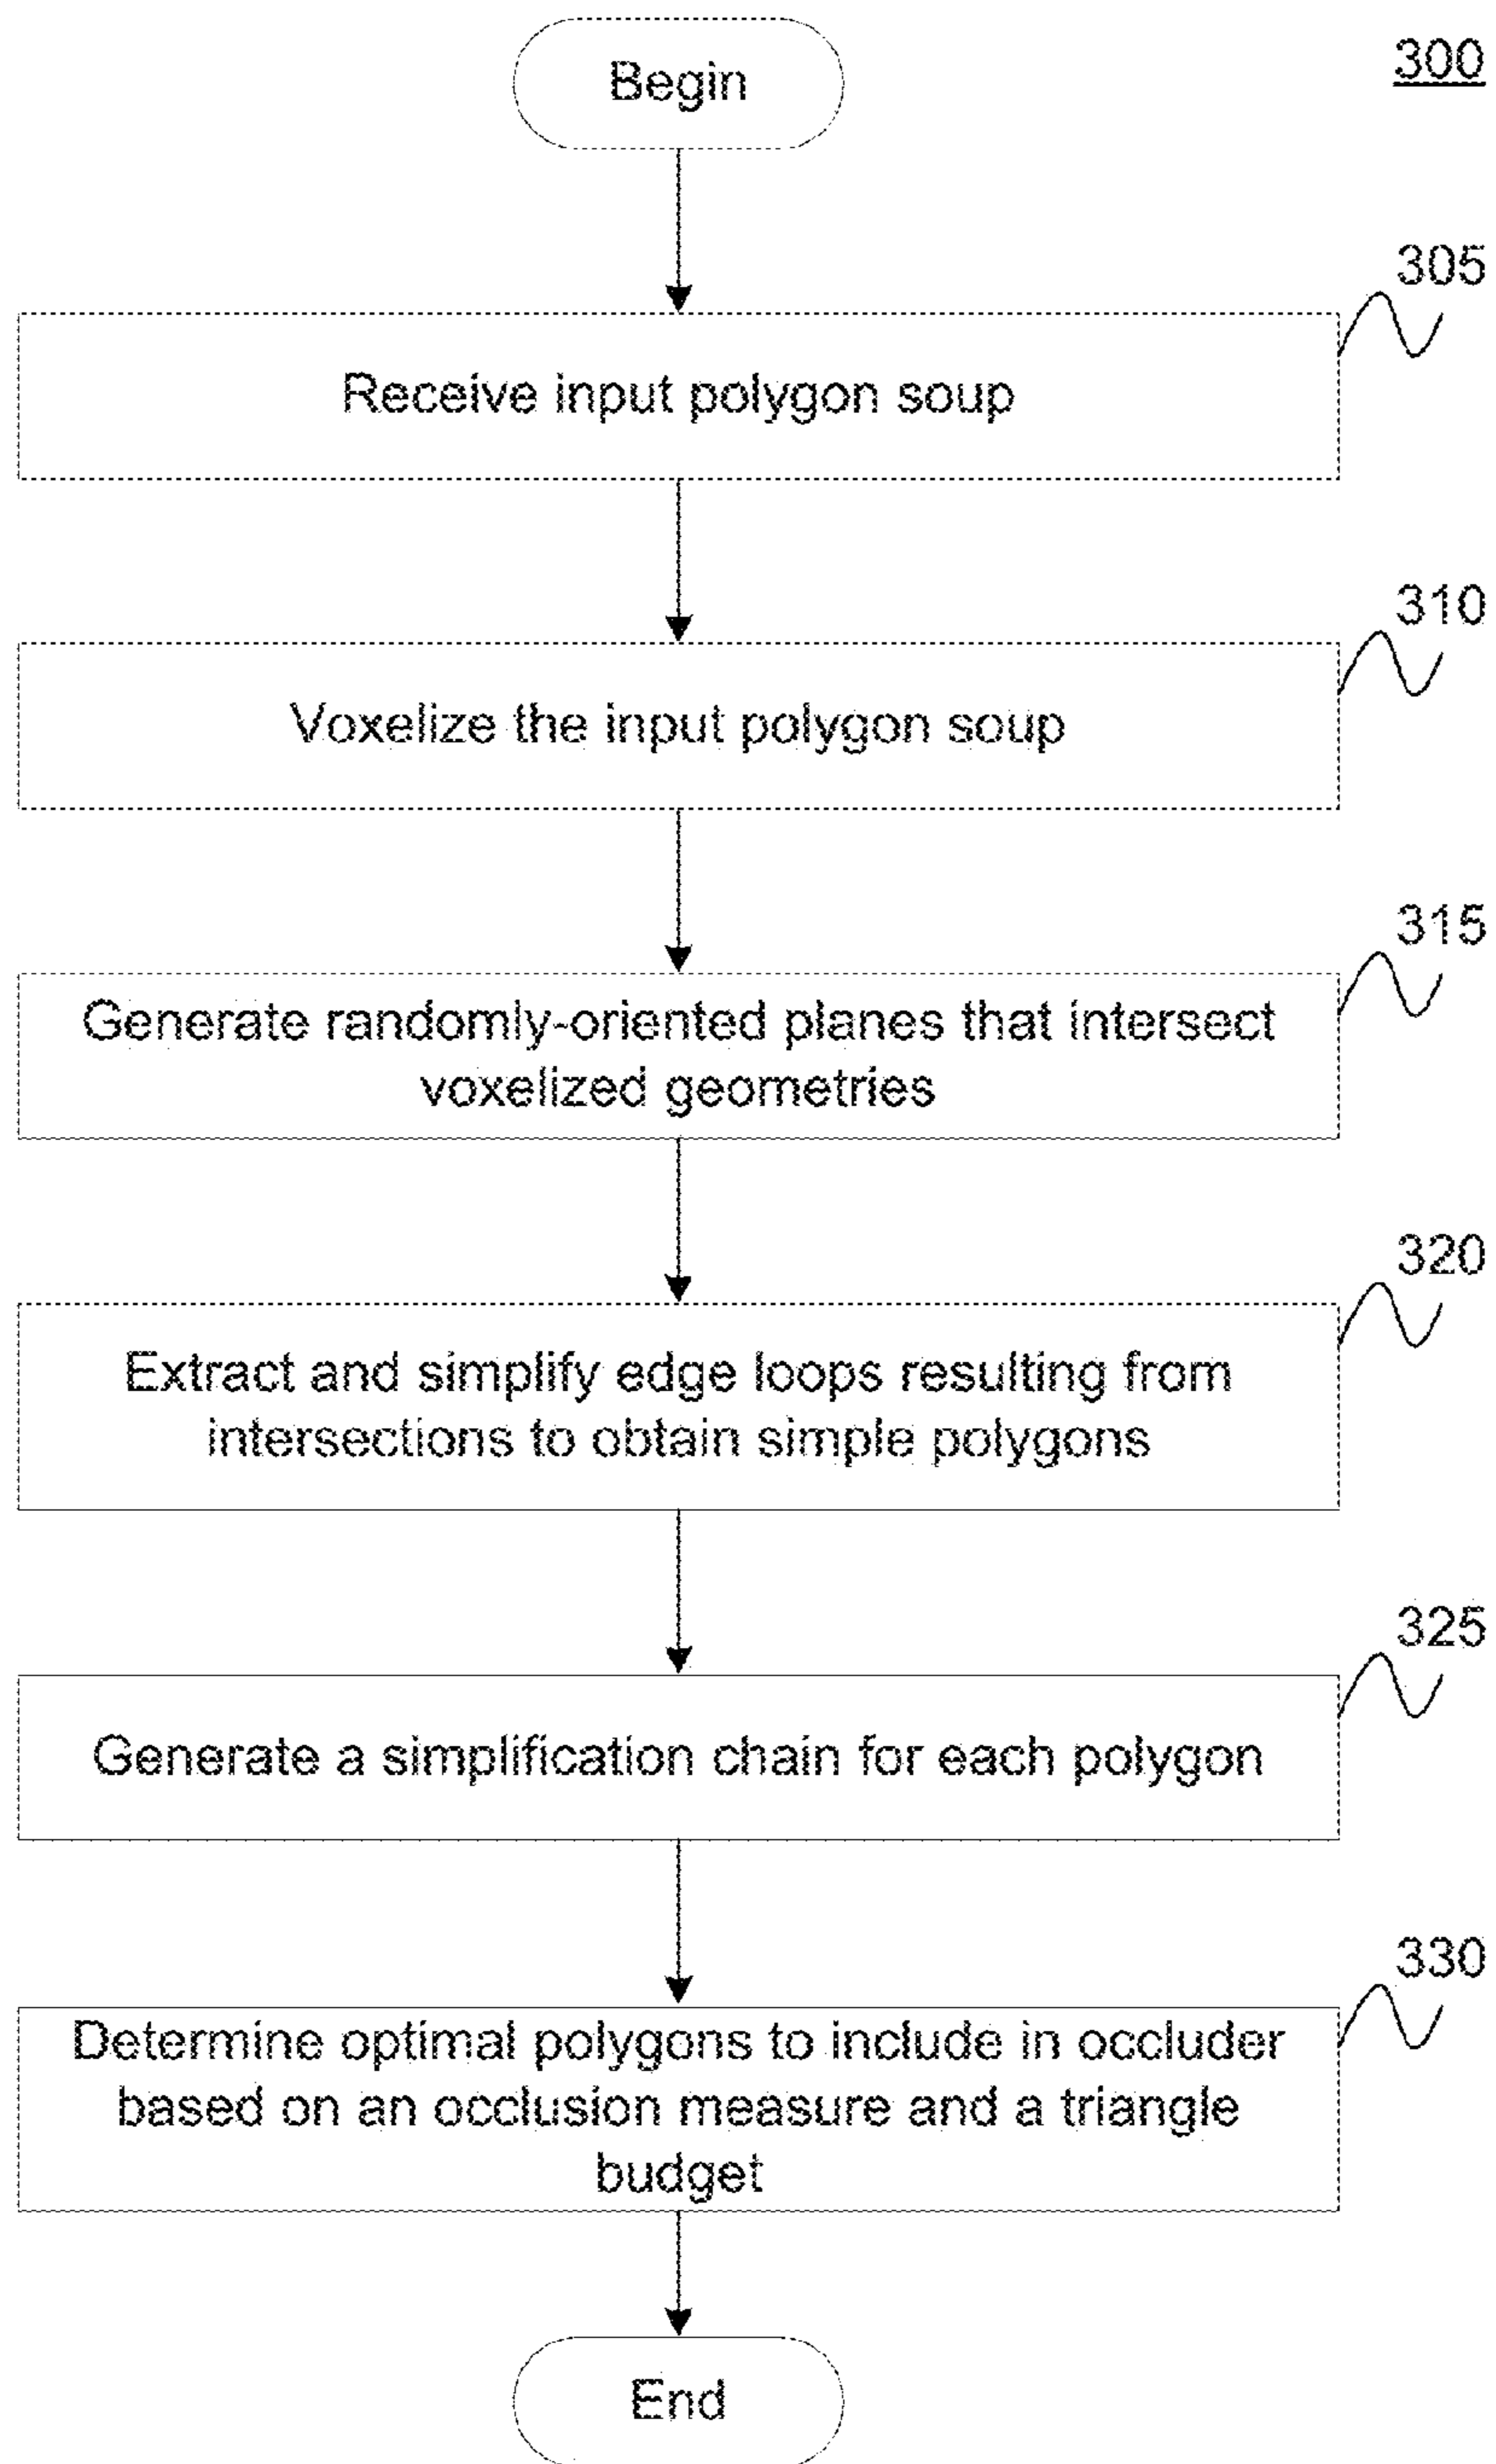 Begin
300
305
Receive input polygon soup
310
Voxelize the input polygon soup
315
Generate randomly-oriented planes that intersect
voxelized geometries
320
Extract and simplify edge loops resulting from
intersections to obtain simple polygons
325
Generate a simplification chain for each polygon
330
Determine optimal polygons to include in occluder
based on an occlusion measure and a triangle
budget
End